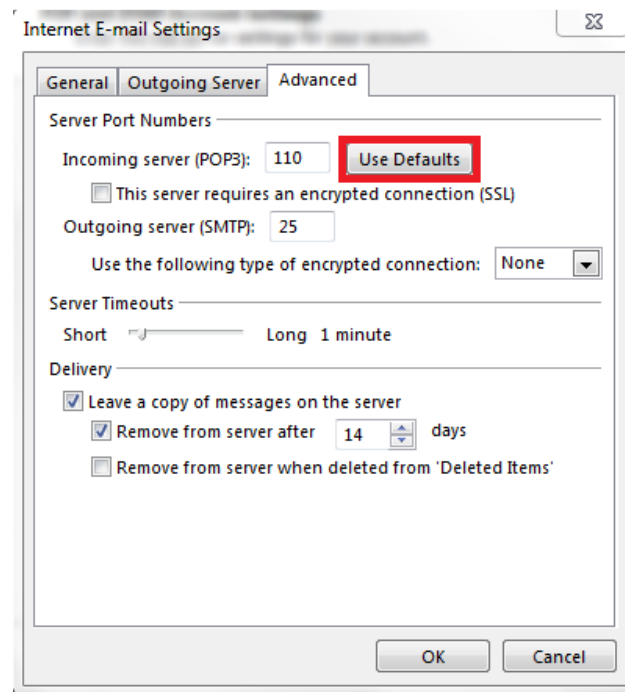 Internet E-mail Settings
General Outgoing Server Advanced
Server Port Numbers
Incoming server (POP3): 110 Use Defaults
This server requires an encrypted connection (SSL)
Outgoing server (SMTP): 25
Use the following type of encrypted connection: None
Server Timeouts
Short Long 1 minute
Delivery
Leave a copy of messages on the server
Remove from server after 14 days
Remove from server when deleted from 'Deleted Items'
OK Cancel